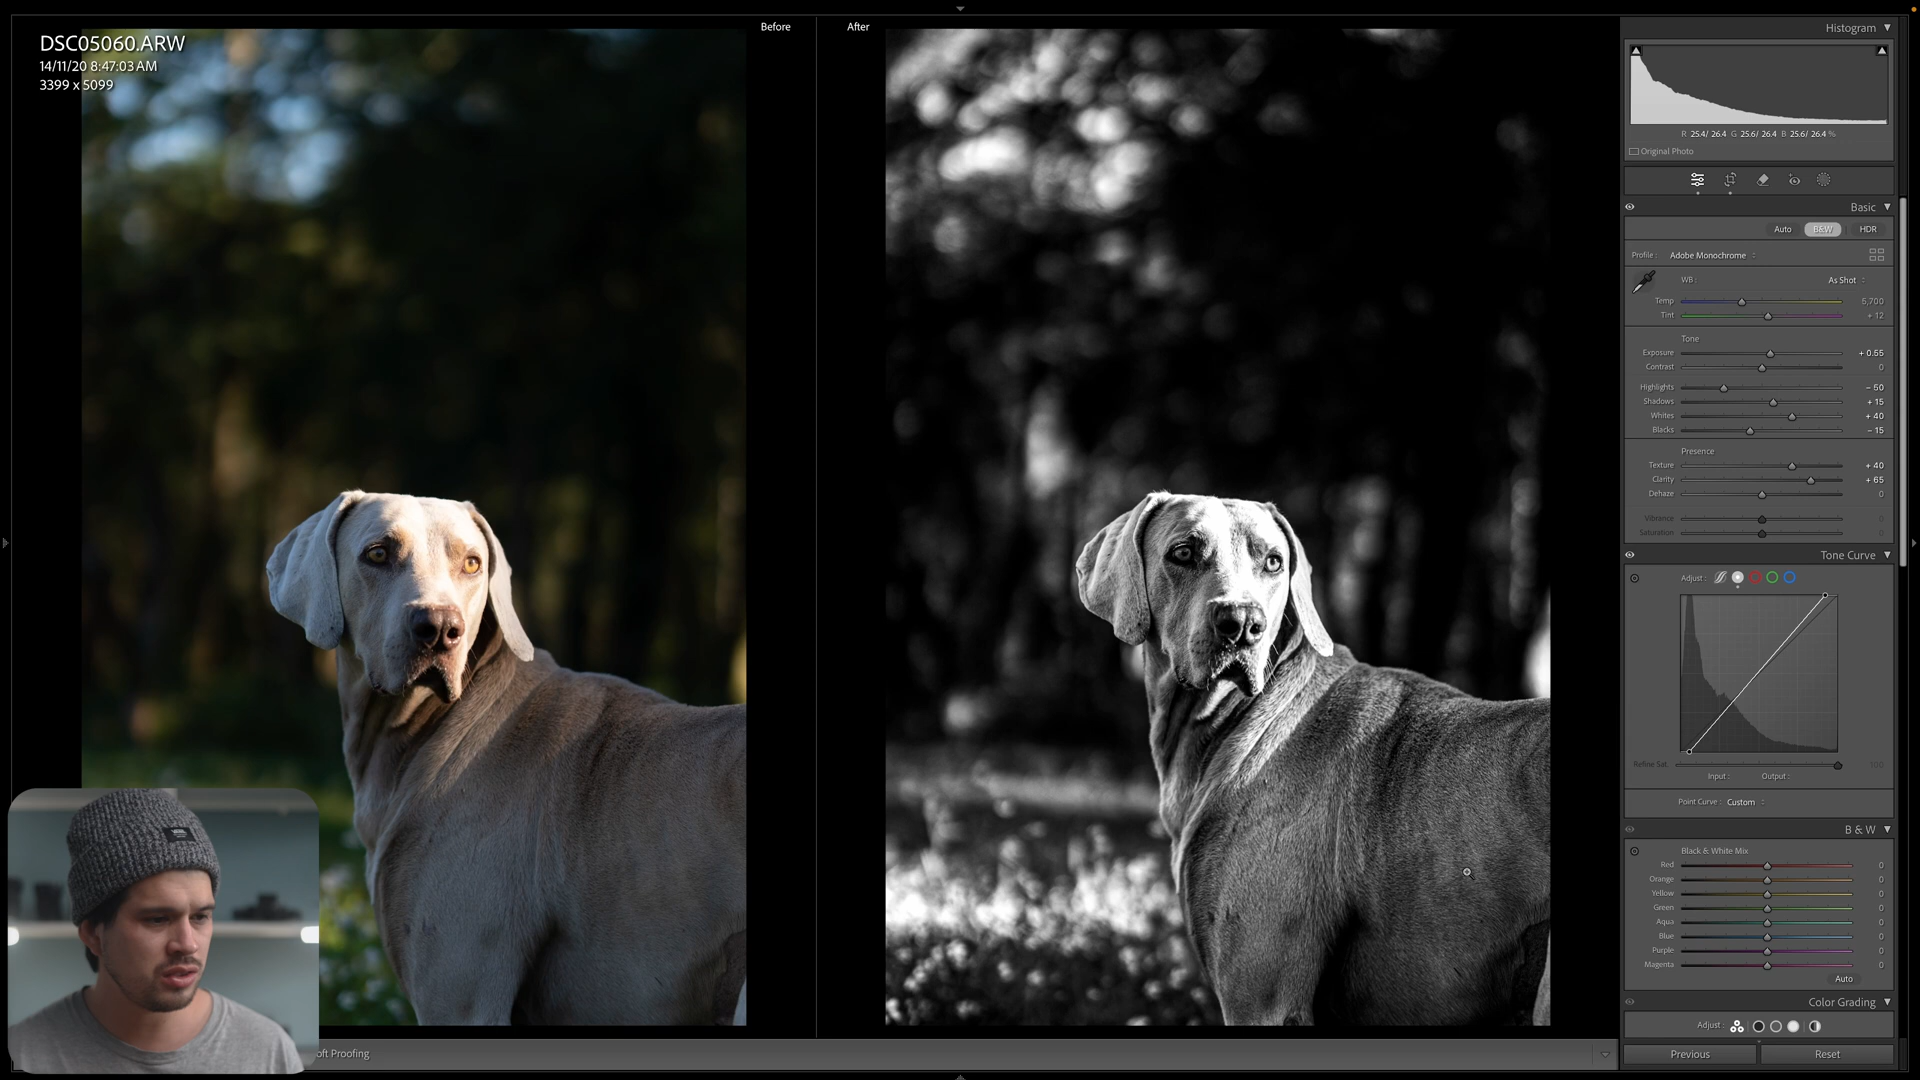 DSC05060.ARW
14/11/20 8:47:03 AM
3399 x 5099
Before
After
Histogram
R 25.4/ 26.4 G 25.6/ 26.4 B 25.6/ 26.4 %
Original Photo
Basic
Auto B&W HDR
Profile : Adobe Monochrome
WB : As Shot
Temp 5,700
Tint + 12
Tone
Exposure + 0.55
Contrast 0
Highlights − 50
Shadows + 15
Whites + 40
Blacks − 15
Presence
Texture + 40
Clarity + 65
Dehaze 0
Vibrance 0
Saturation 0
Tone Curve
Adjust :
Refine Sat. 100
Input : Output :
Point Curve : Custom
B & W
Black & White Mix
Red 0
Orange 0
Yellow 0
Green 0
Aqua 0
Blue 0
Purple 0
Magenta 0
Auto
Color Grading
Adjust :
oft Proofing
Previous Reset